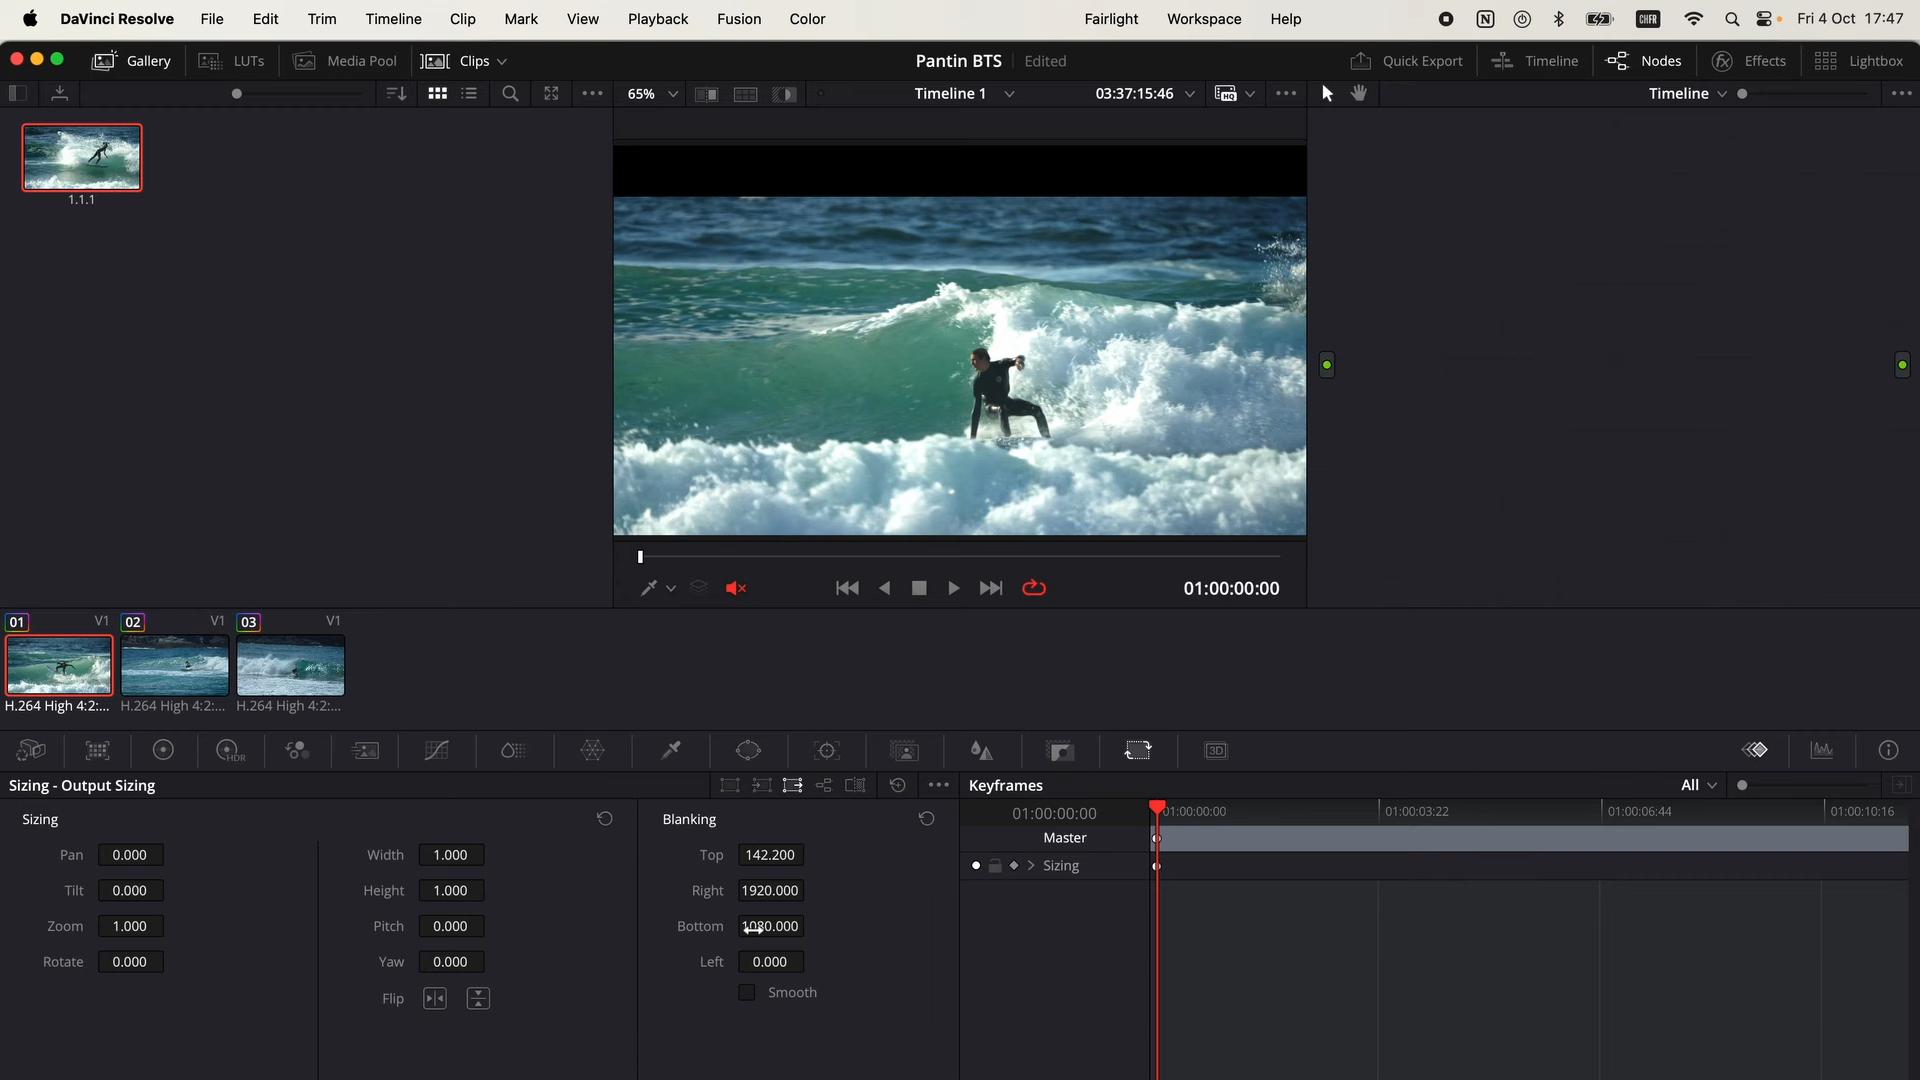 DaVinci Resolve File Edit Trim Timeline Clip Mark View Playback Fusion Color Fairlight Workspace Help CHFR Fri 4 Oct 17:47
Gallery LUTs Media Pool Clips Pantin BTS Edited Quick Export Timeline Nodes Effects Lightbox
65% Timeline 1 03:37:15:46 HQ Timeline
1.1.1
01:00:00:00
01 V1 02 V1 03 V1
H.264 High 4:2:... H.264 High 4:2:... H.264 High 4:2:...
HDR 3D
Sizing - Output Sizing Keyframes All
Sizing Blanking 01:00:00:00 01:00:00:00 01:00:03:22 01:00:06:44 01:00:10:16
Master
Pan 0.000 Width 1.000 Top 142.200
Sizing
Tilt 0.000 Height 1.000 Right 1920.000
Zoom 1.000 Pitch 0.000 Bottom 1080.000
Rotate 0.000 Yaw 0.000 Left 0.000
Flip Smooth